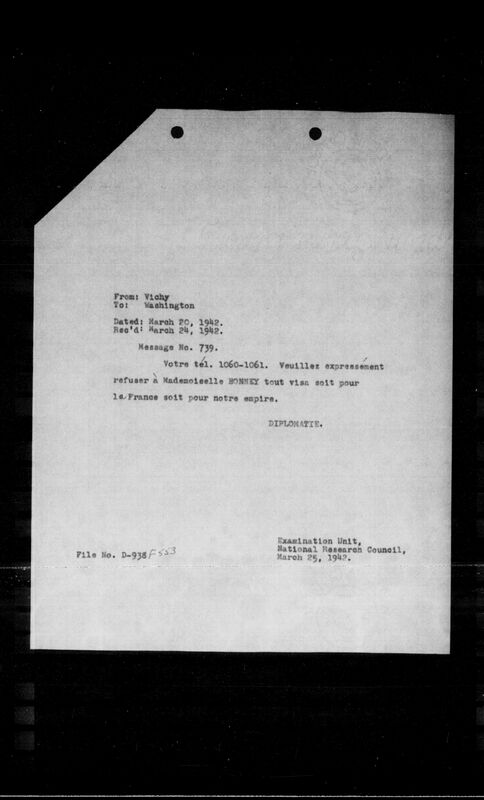 From: Vichy
To: Washington
Dated: March 20, 1942.
Rec'd: March 24, 1942.
Message No. 739.
Votre tél. 1060-1061. Veuillez expressément
refuser à Mademoiselle BONNEY tout visa soit pour
la France soit pour notre empire.
DIPLOMATIE.
Examination Unit,
National Research Council,
March 25, 1942.
File No. D-938 F-553